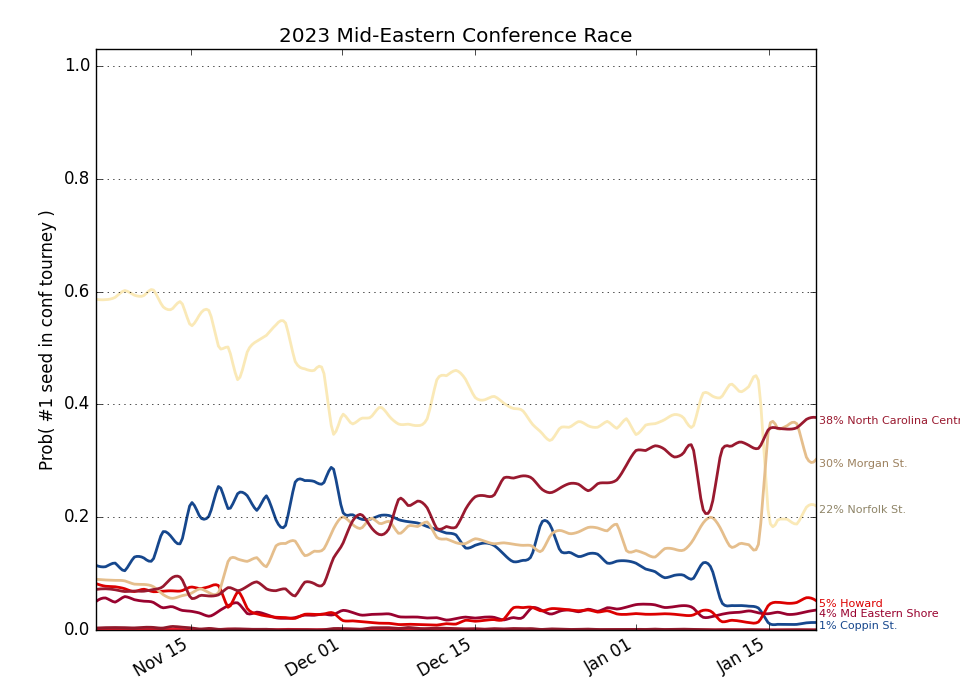 2023 Mid-Eastern Conference Race
Prob( #1 seed in conf tourney )
1.0
0.8
0.6
0.4
0.2
0.0
Nov 15
Dec 01
Dec 15
Jan 01
Jan 15
38% North Carolina Centr
30% Morgan St.
22% Norfolk St.
5% Howard
4% Md Eastern Shore
1% Coppin St.